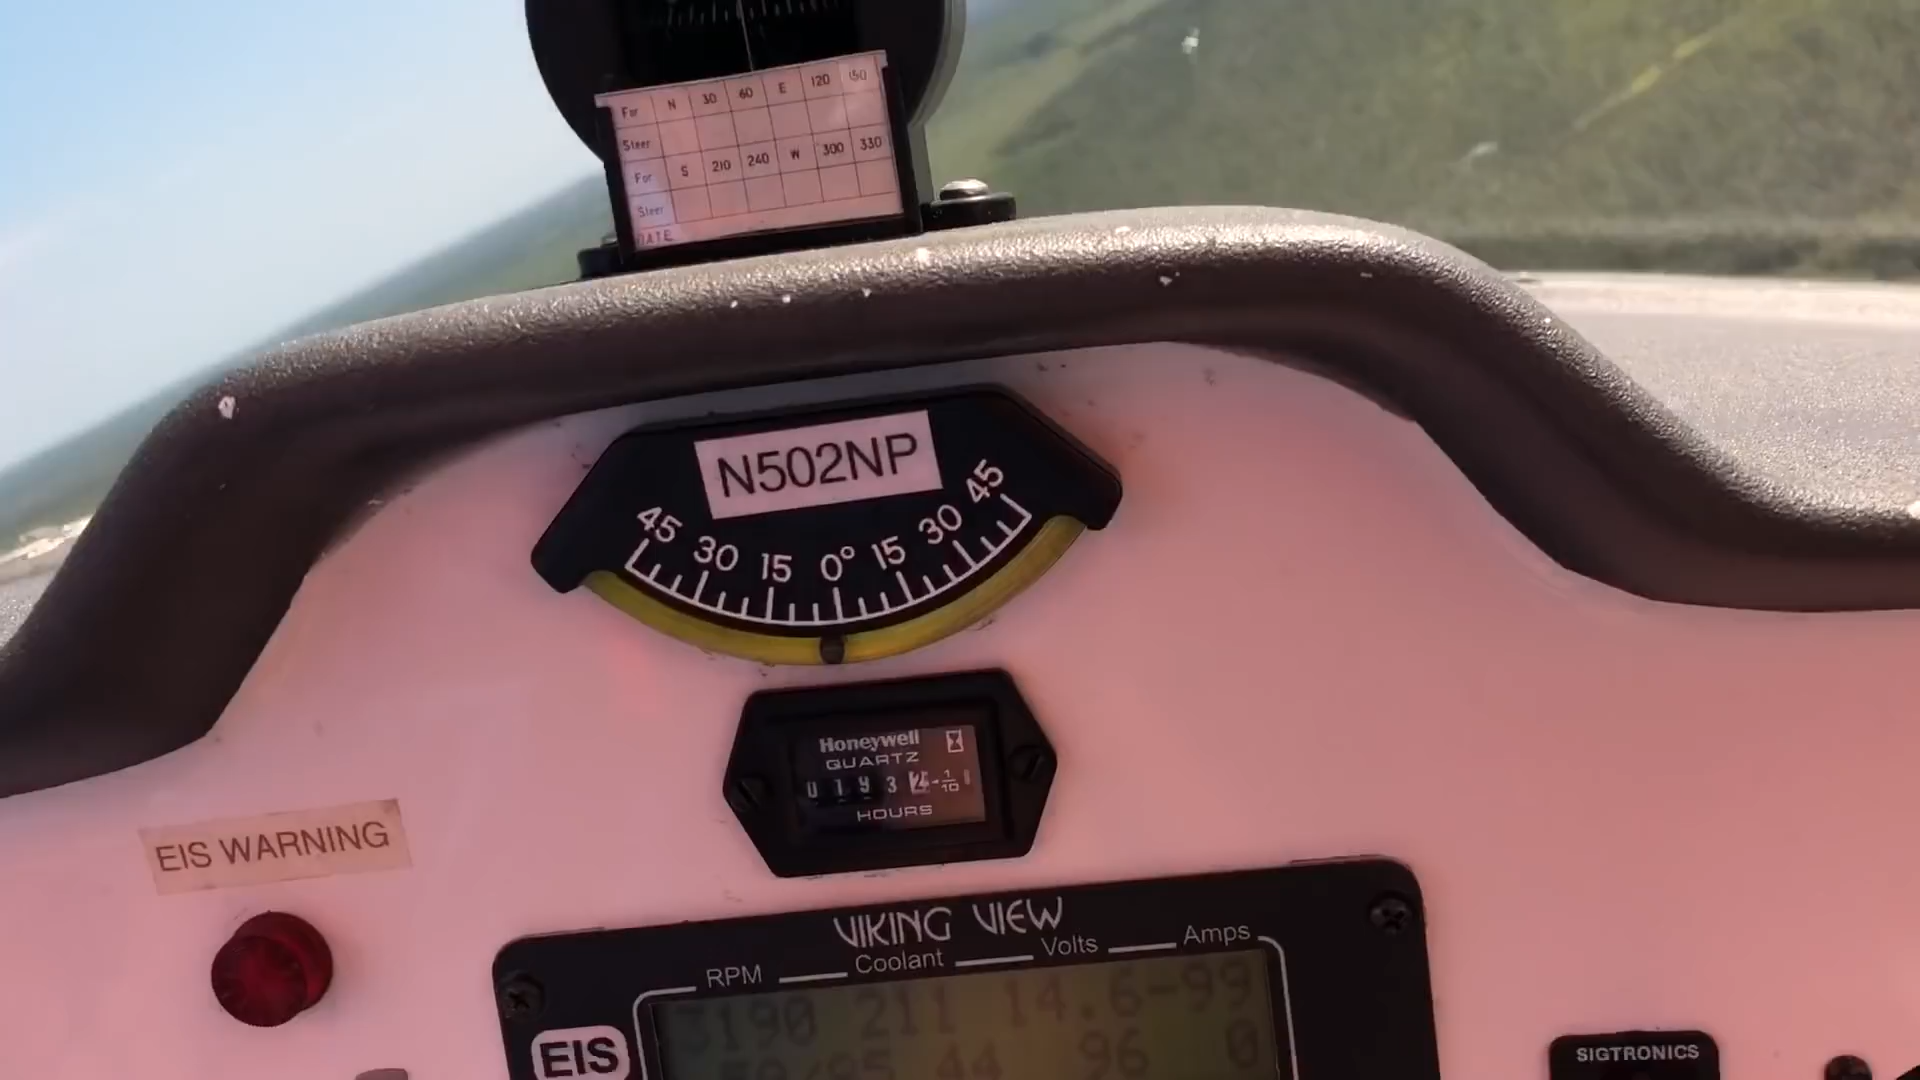 For N 30 60 E 120 150
Steer
For S 210 240 W 300 330
Steer
DATE
N502NP
45 30 15 0° 15 30 45
Honeywell
QUARTZ
0 1 9 3 2 1/10
HOURS
EIS WARNING
VIKING VIEW
RPM Coolant Volts Amps
3190 211 14.6-99
EIS
44 96 0
SIGTRONICS